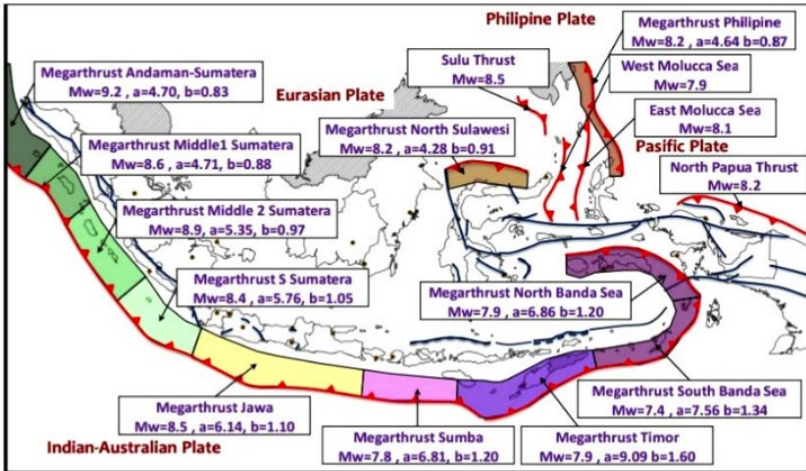 Philipine Plate
Megarthrust Philipine
Mw=8.2 , a=4.64 b=0.87
Sulu Thrust
Mw=8.5
West Molucca Sea
Mw=7.9
Megarthrust Andaman-Sumatera
Mw=9.2 , a=4.70, b=0.83
Eurasian Plate
East Molucca Sea
Mw=8.1
Megarthrust North Sulawesi
Mw=8.2 , a=4.28 b=0.91
Pasific Plate
Megarthrust Middle1 Sumatera
Mw=8.6 , a=4.71, b=0.88
North Papua Thrust
Mw=8.2
Megarthrust Middle 2 Sumatera
Mw=8.9, a=5.35, b=0.97
Megarthrust S Sumatera
Mw=8.4 , a=5.76, b=1.05
Megarthrust North Banda Sea
Mw=7.9 , a=6.86 b=1.20
Megarthrust South Banda Sea
Mw=7.4 , a=7.56 b=1.34
Megarthrust Jawa
Mw=8.5 , a=6.14, b=1.10
Megarthrust Sumba
Mw=7.8 , a=6.81, b=1.20
Megarthrust Timor
Mw=7.9 , a=9.09 b=1.60
Indian-Australian Plate